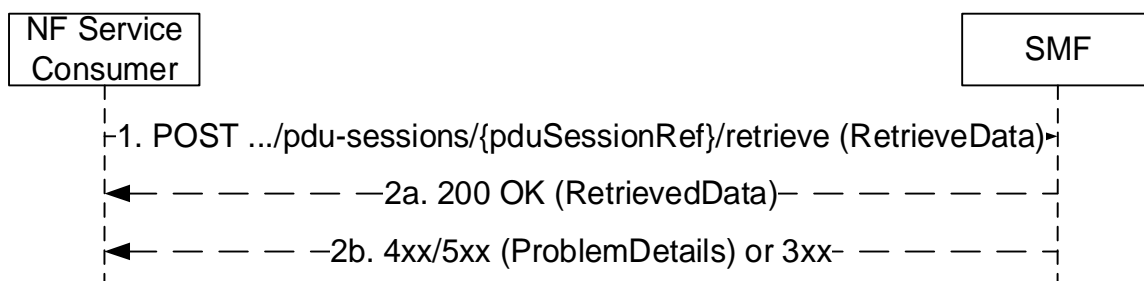 NF Service
Consumer
SMF
1. POST .../pdu-sessions/{pduSessionRef}/retrieve (RetrieveData)
2a. 200 OK (RetrievedData)
2b. 4xx/5xx (ProblemDetails) or 3xx